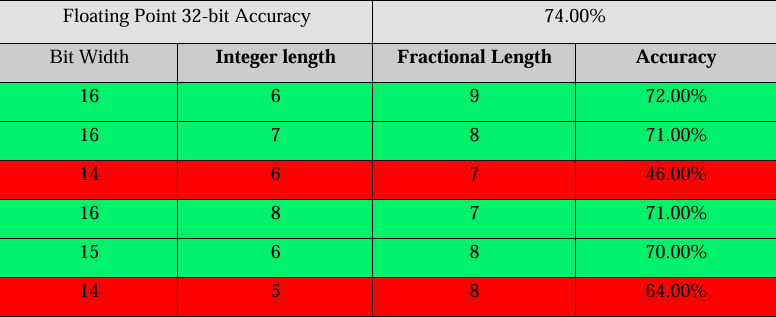 Floating Point 32-bit Accuracy 74.00%
Bit Width Integer length Fractional Length Accuracy
16 6 9 72.00%
16 7 8 71.00%
14 6 7 46.00%
16 8 7 71.00%
15 6 8 70.00%
14 5 8 64.00%